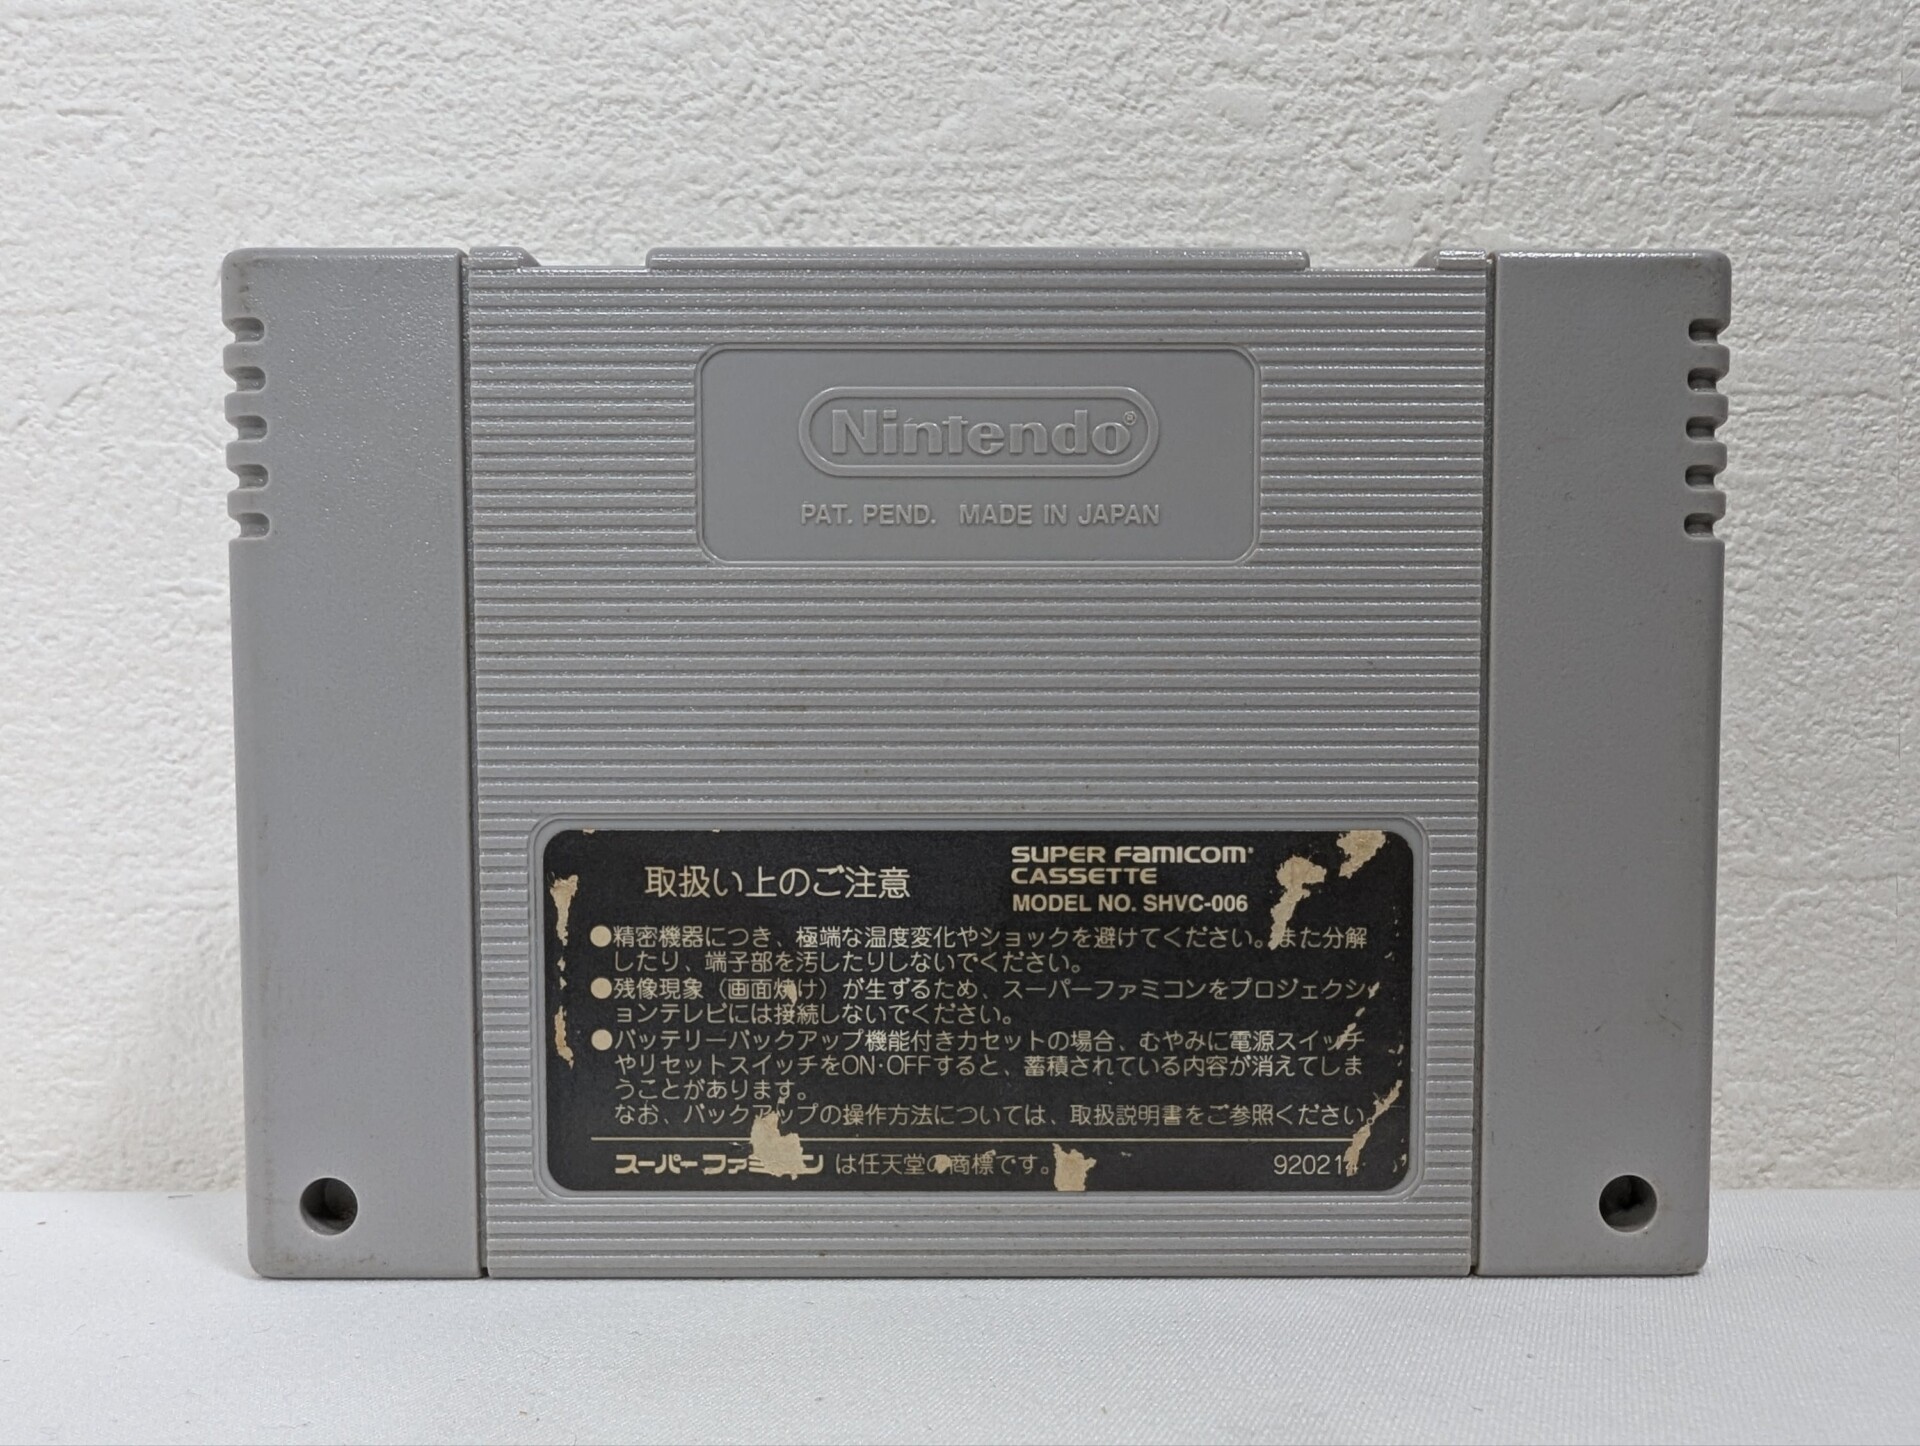 Nintendo®
PAT. PEND. MADE IN JAPAN
取扱い上のご注意
SUPER FAMICOM
CASSETTE
MODEL NO. SHVC-006
●精密機器につき、極端な温度変化やショックを避けてください。また分解
したり、端子部を汚したりしないでください。
●残像現象（画面焼け）が生ずるため、スーパーファミコンをプロジェクシ
ョンテレビには接続しないでください。
●バッテリーバックアップ機能付きカセットの場合、むやみに電源スイッチ
やリセットスイッチをON·OFFすると、蓄積されている内容が消えてしま
うことがあります。
なお、バックアップの操作方法については、取扱説明書をご参照ください。
スーパーファミコン は任天堂の商標です。
920214